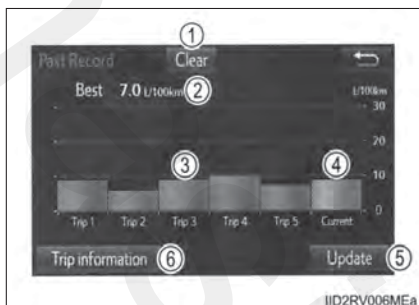 ①
Past Record Clear
Best 7.0 L/100km ② L/100km
30
20
③ ④
10
0
Trip 1 Trip 2 Trip 3 Trip 4 Trip 5 Current
Trip information ⑥ Update ⑤
IID2RV006MEa